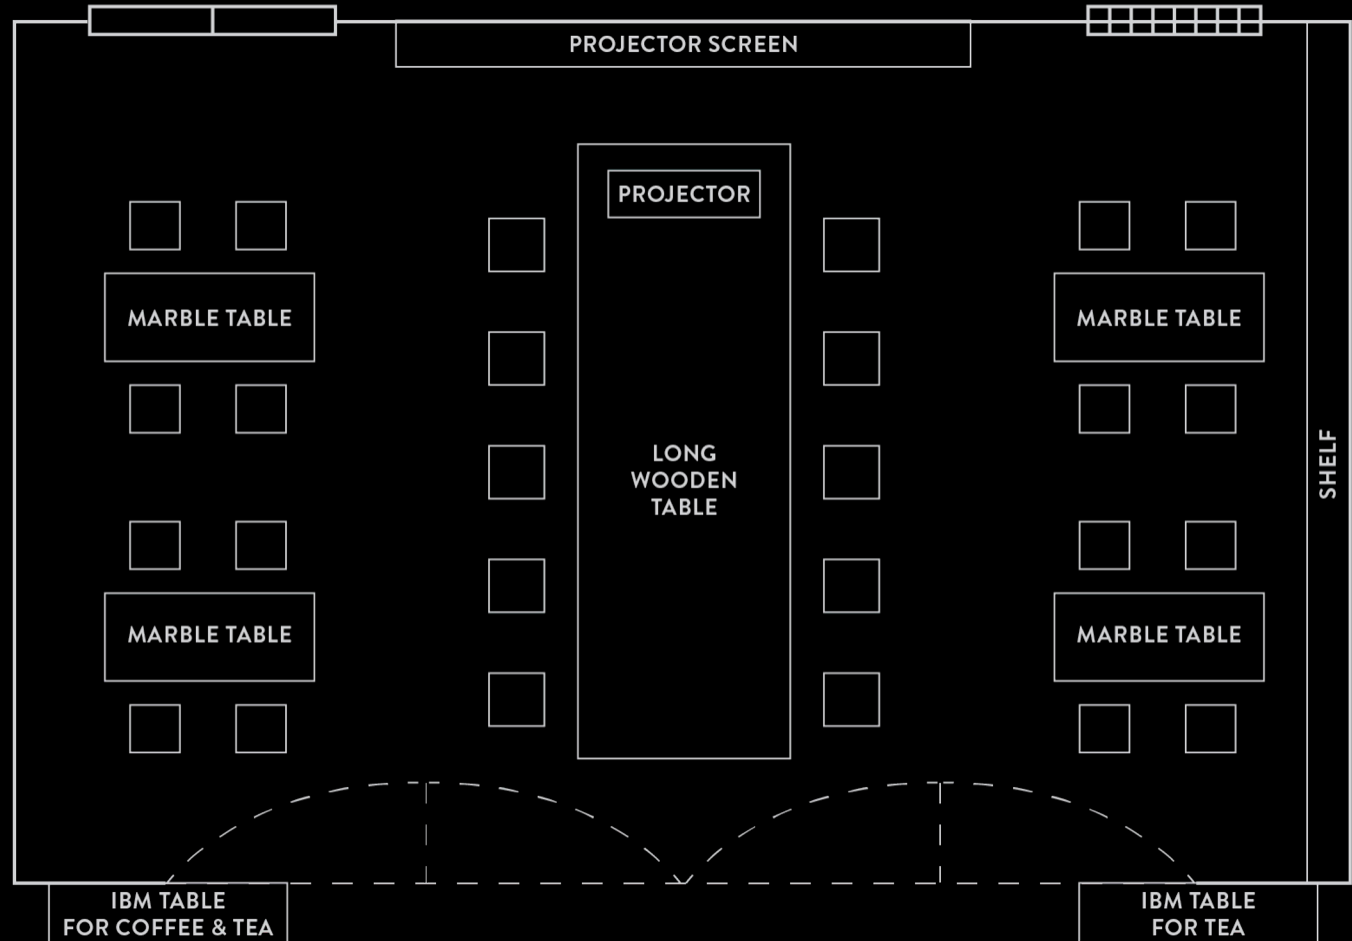 PROJECTOR SCREEN
PROJECTOR
MARBLE TABLE
MARBLE TABLE
LONG
WOODEN
TABLE
SHELF
MARBLE TABLE
MARBLE TABLE
IBM TABLE
FOR COFFEE & TEA
IBM TABLE
FOR TEA